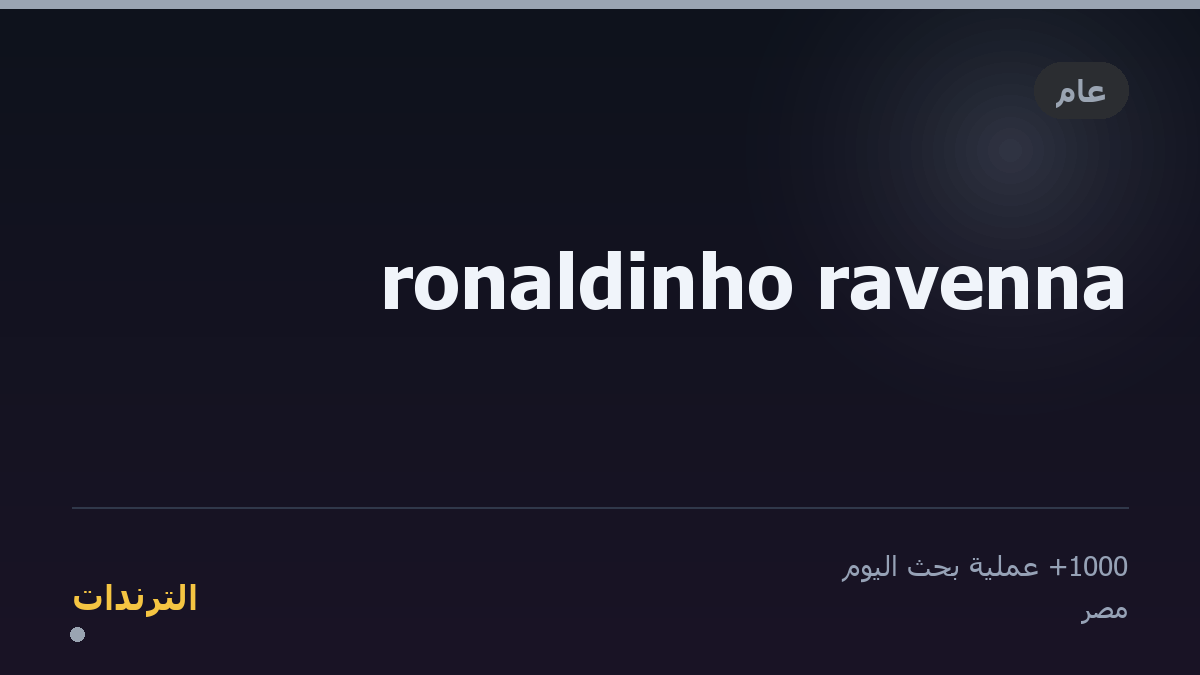 عام
ronaldinho ravenna
+1000 عملية بحث اليوم
مصر
الترندات